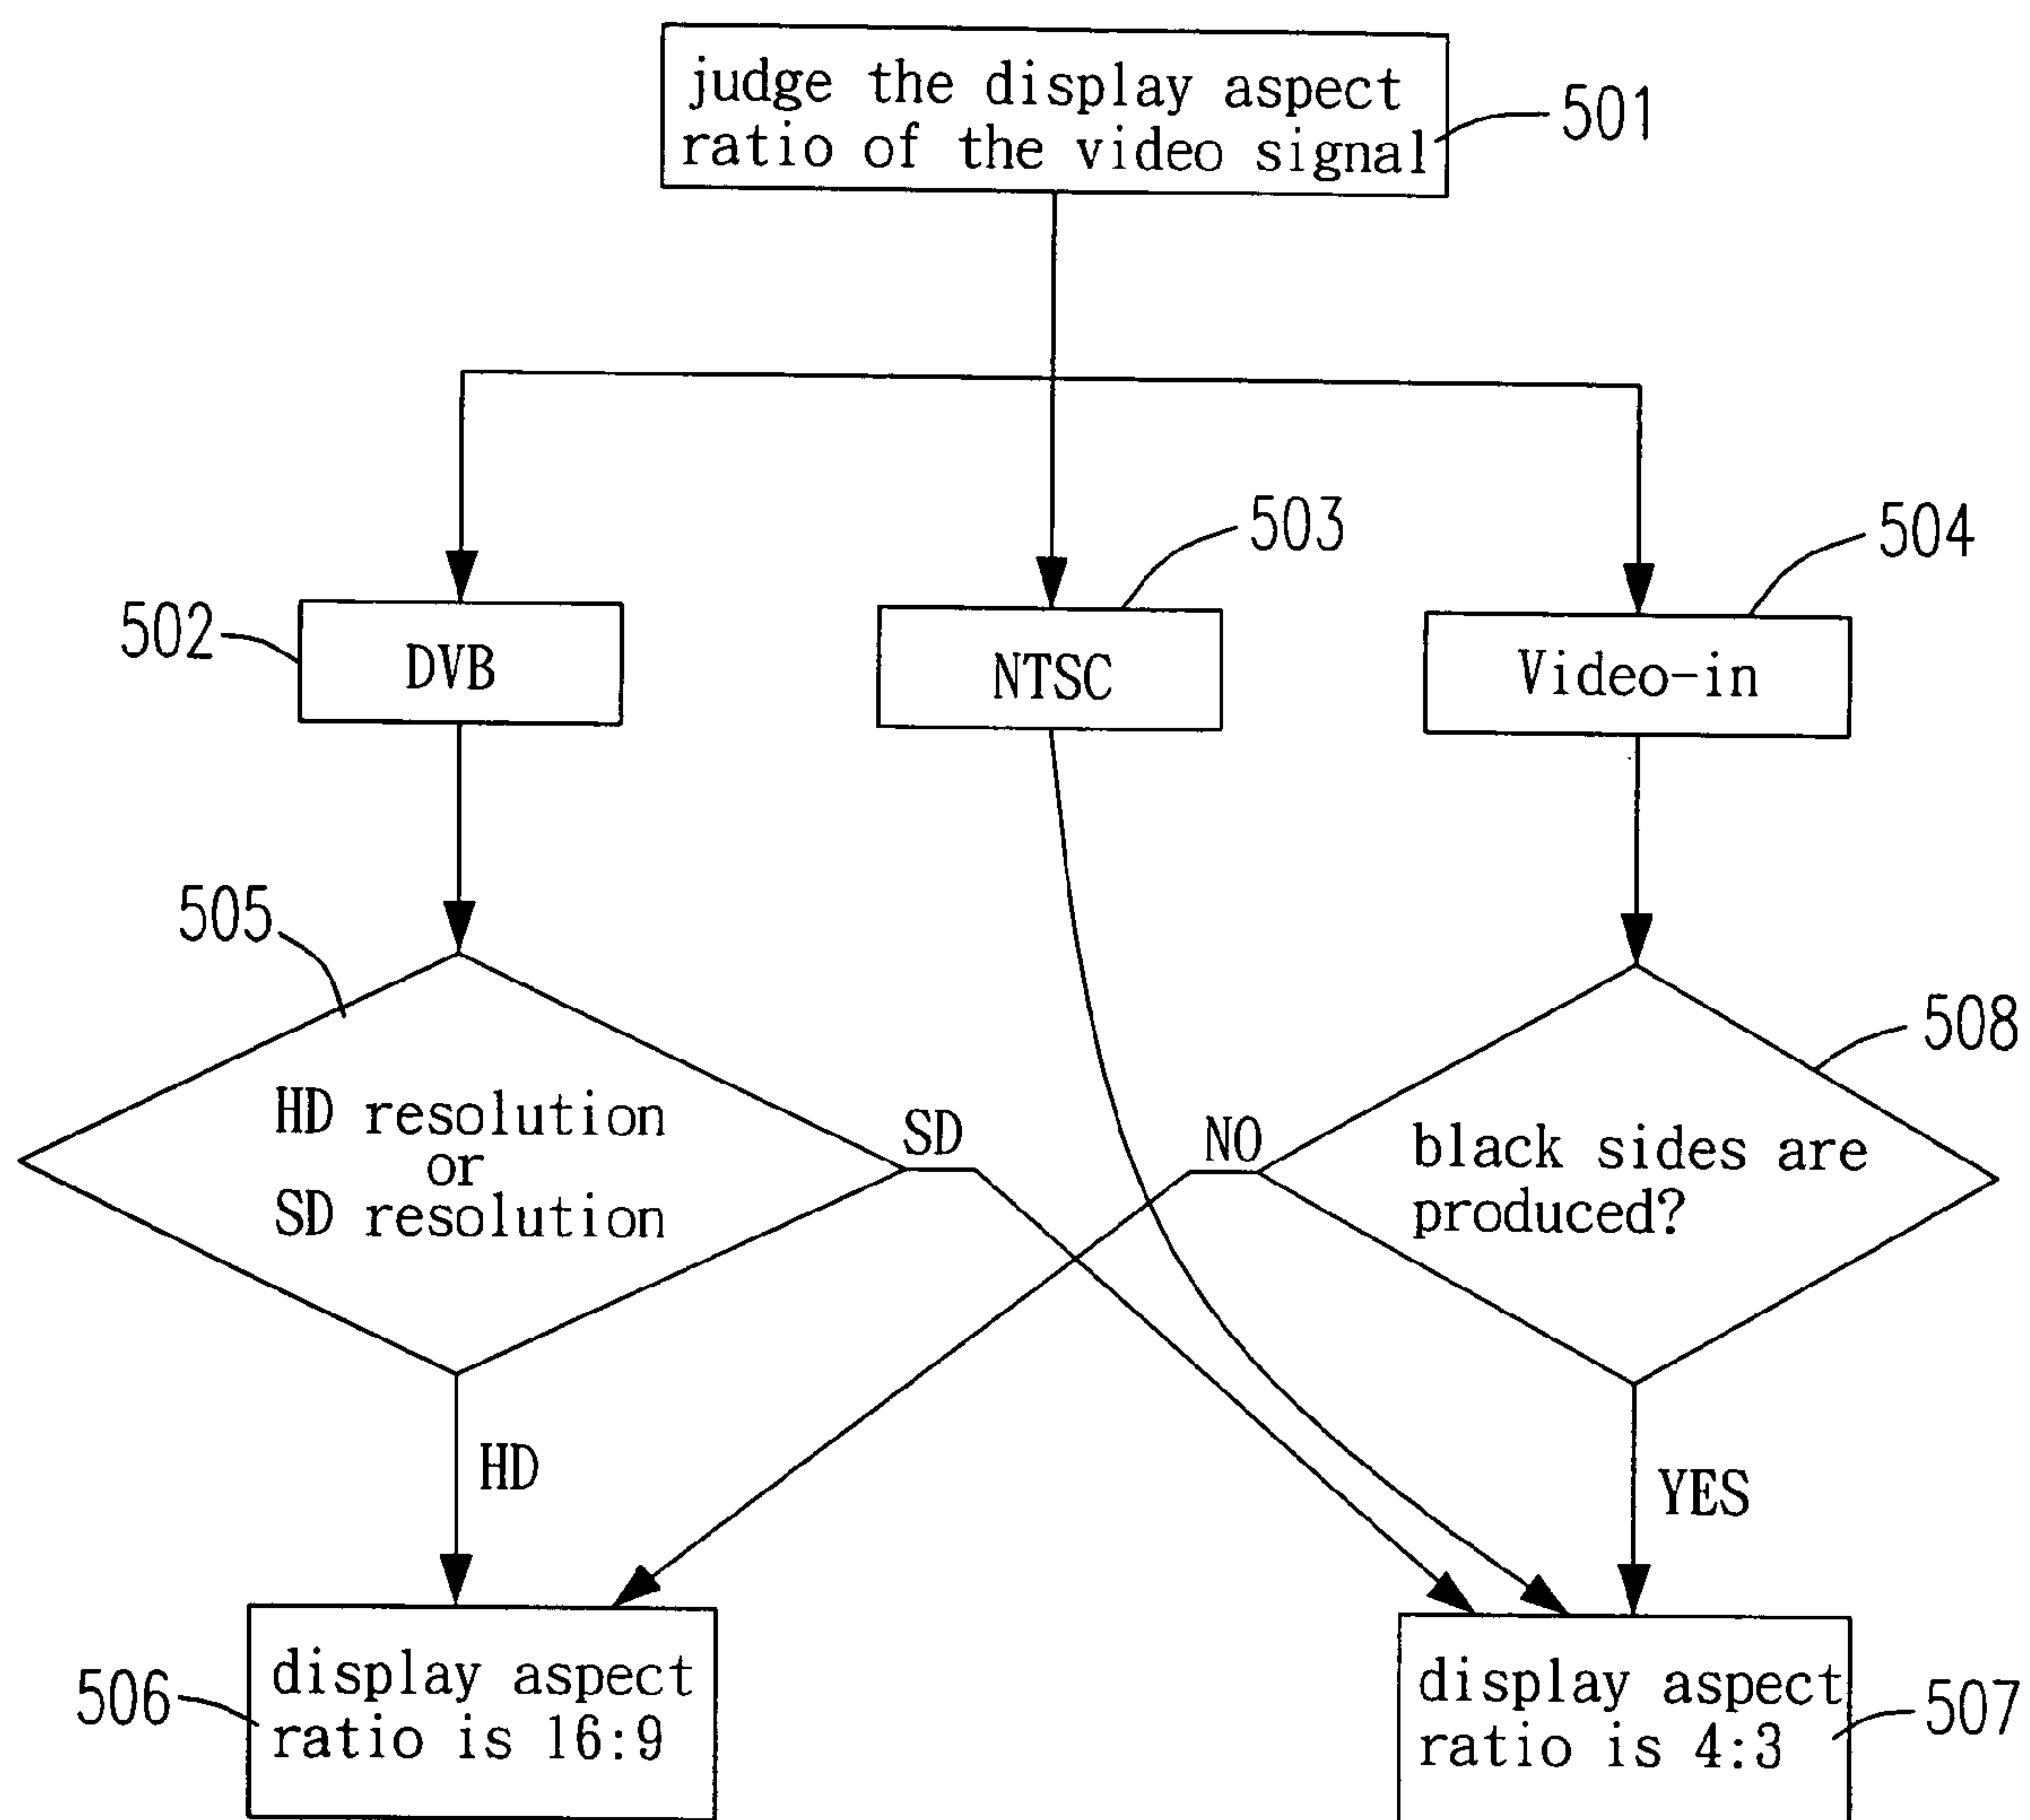 judge the display aspect
ratio of the video signal
501
503
504
502
DVB
NTSC
Video-in
505
508
HD resolution
or
SD resolution
SD
NO
black sides are
produced?
HD
YES
display aspect
ratio is 16:9
506
display aspect
ratio is 4:3
507